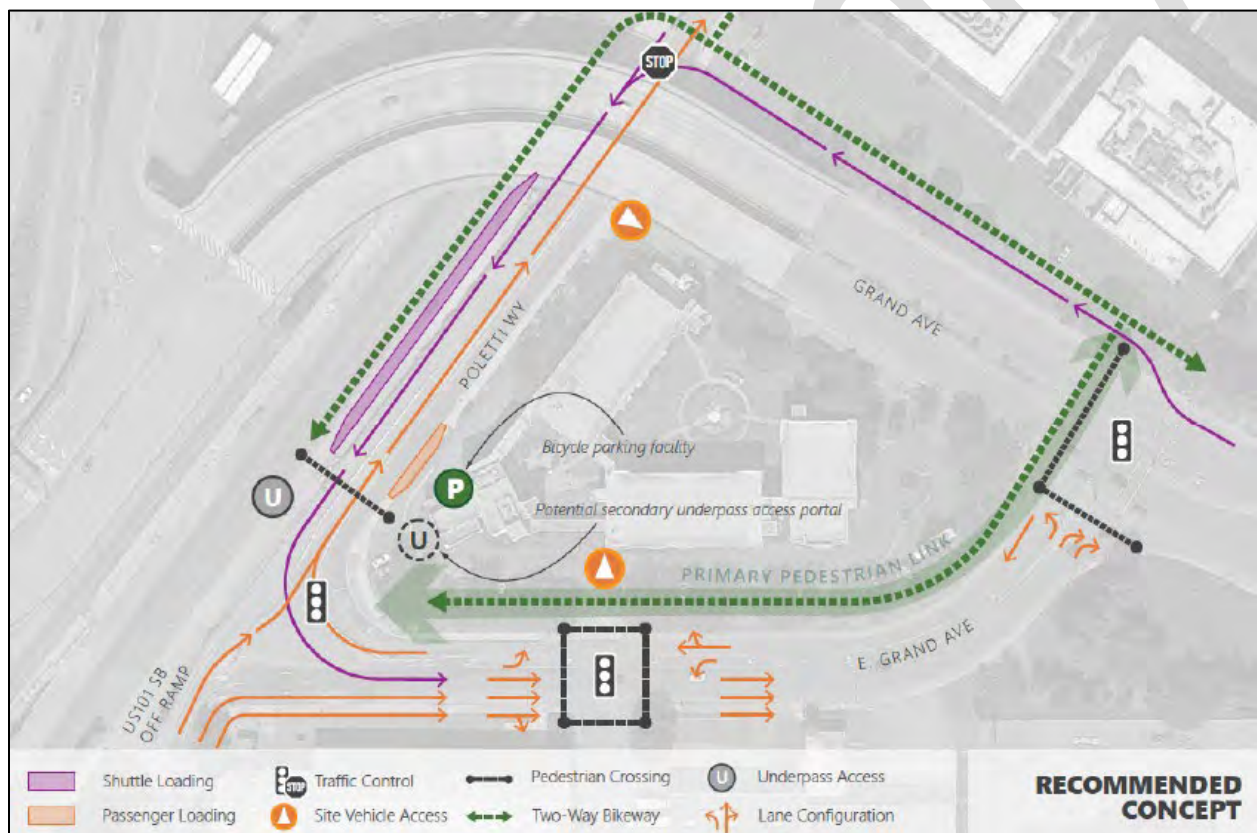 STOP
GRAND AVE
POLETTI WY
Bicycle parking facility
P
U
Potential secondary underpass access portal
U
PRIMARY PEDESTRIAN LINK
E. GRAND AVE
US101 SB
OFF RAMP
Shuttle Loading
STOP
Traffic Control
Pedestrian Crossing
U
Underpass Access
Passenger Loading
Site Vehicle Access
Two-Way Bikeway
Lane Configuration
RECOMMENDED
CONCEPT